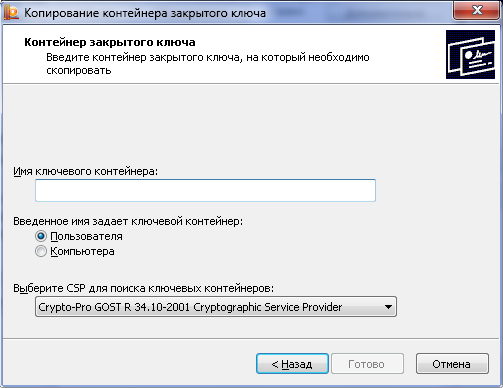 Копирование контейнера закрытого ключа
Контейнер закрытого ключа
Введите контейнер закрытого ключа, на который необходимо
скопировать
Имя ключевого контейнера:
Введенное имя задает ключевой контейнер:
Пользователя
Компьютера
Выберите CSP для поиска ключевых контейнеров:
Crypto-Pro GOST R 34.10-2001 Cryptographic Service Provider
< Назад
Готово
Отмена